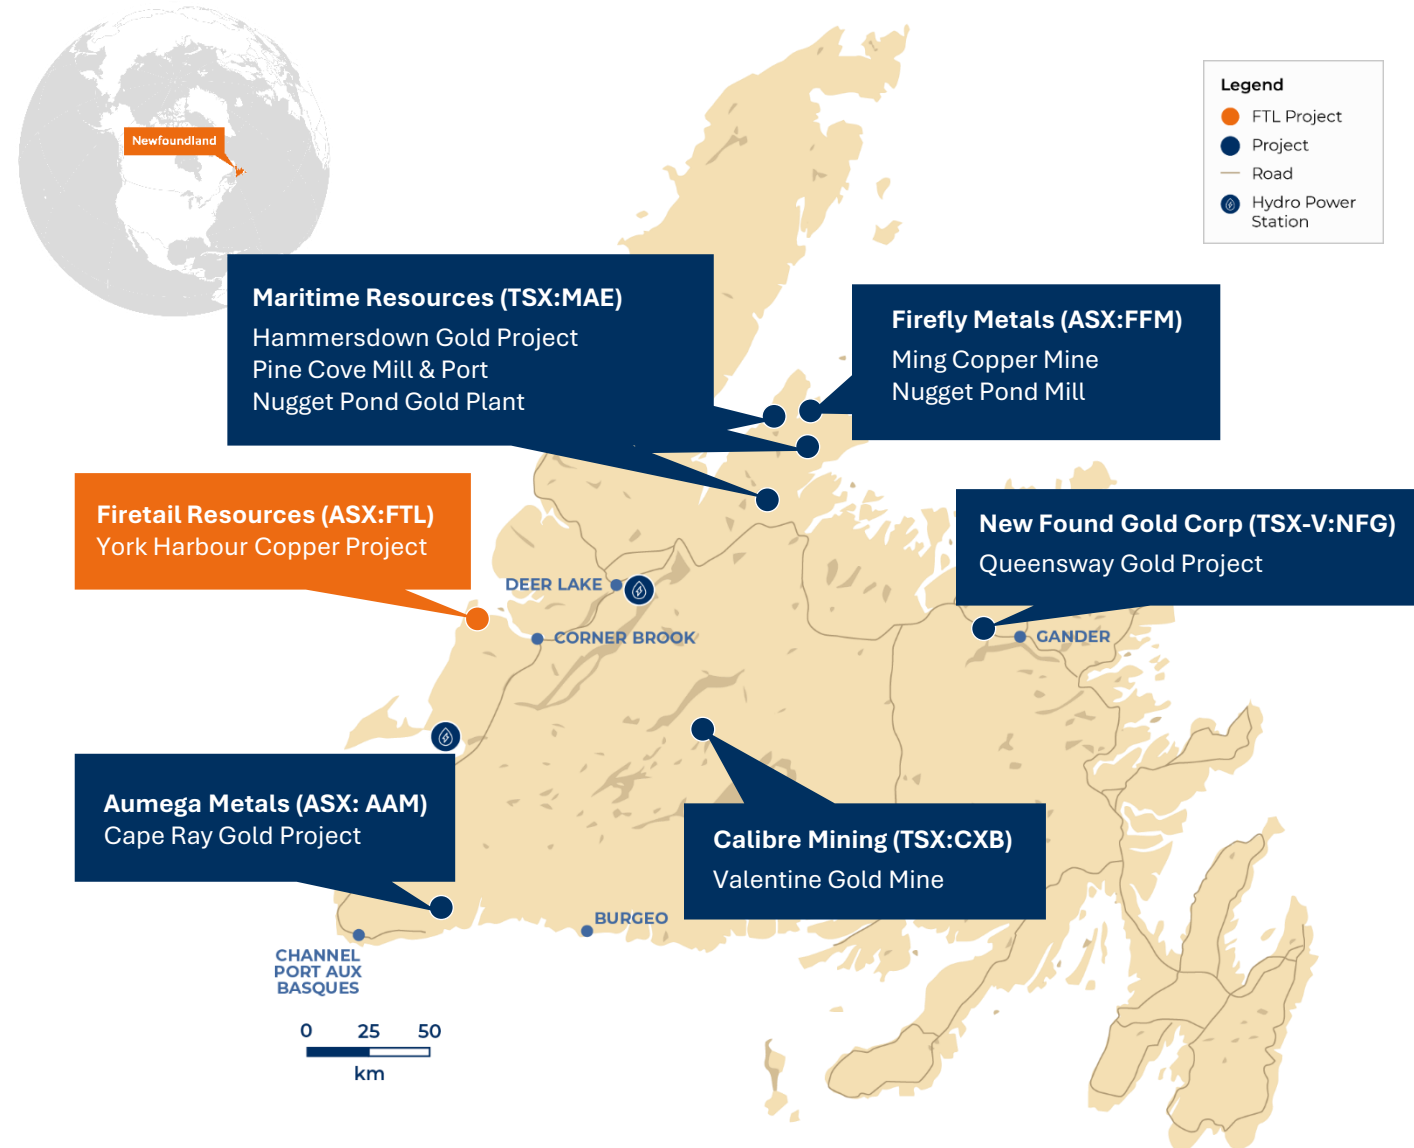 Newfoundland
Legend
FTL Project
Project
Road
Hydro Power
Station
Maritime Resources (TSX:MAE)
Hammersdown Gold Project
Pine Cove Mill & Port
Nugget Pond Gold Plant
Firefly Metals (ASX:FFM)
Ming Copper Mine
Nugget Pond Mill
Firetail Resources (ASX:FTL)
York Harbour Copper Project
New Found Gold Corp (TSX-V:NFG)
Queensway Gold Project
DEER LAKE
CORNER BROOK
GANDER
Aumega Metals (ASX: AAM)
Cape Ray Gold Project
Calibre Mining (TSX:CXB)
Valentine Gold Mine
BURGEO
CHANNEL
PORT AUX
BASQUES
0 25 50
km